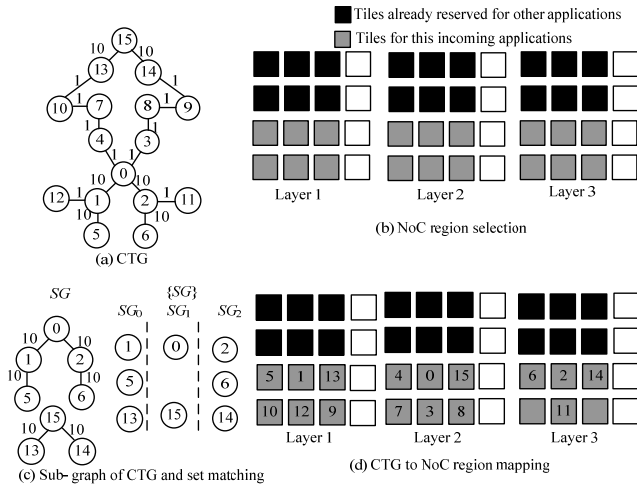 Tiles already reserved for other applications
Tiles for this incoming applications
15
10 10
13 14
1 1
10 1 7 8 1 9
1 1
4 3
1 1
0
10 10
12 1 1 2 1 11
10 10
5 6
(a) CTG
Layer 1 Layer 2 Layer 3
(b) NoC region selection
SG
0
10 10
1 2
10 10
5 6
15
10 10
13 14
{SG}
SG0 SG1 SG2
1 0 2
5 6
13 15 14
(c) Sub- graph of CTG and set matching
5 1 13 4 0 15 6 2 14
10 12 9 7 3 8 11
Layer 1 Layer 2 Layer 3
(d) CTG to NoC region mapping